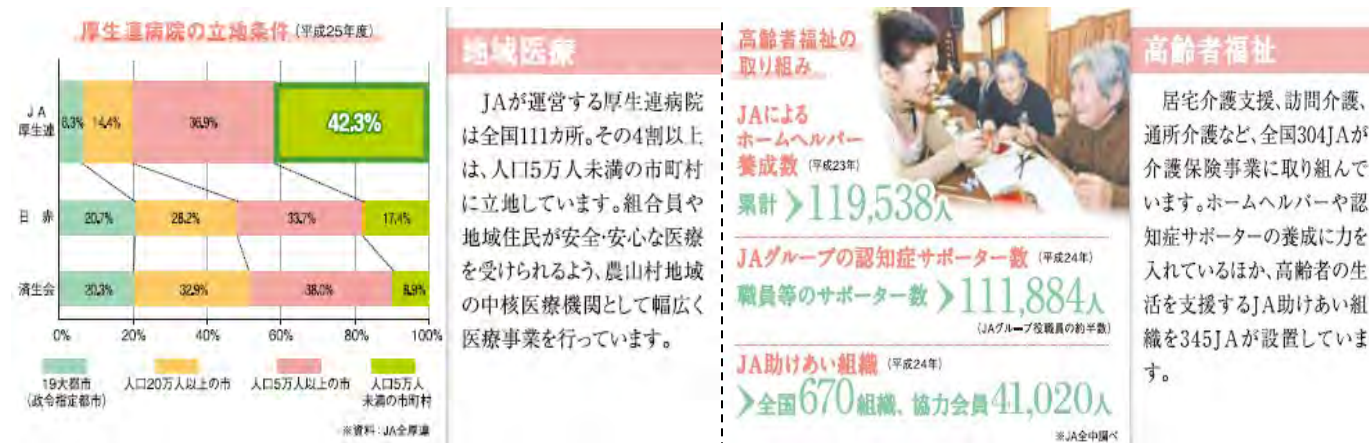 厚生連病院の立地条件(平成25年度)
JA
厚生連
6.3% 14.4% 36.9% 42.3%
日 赤
20.7% 28.2% 33.7% 17.4%
済生会
20.3% 32.9% 38.0% 8.9%
0% 20% 40% 60% 80% 100%
19大都市
(政令指定都市)
人口20万人以上の市
人口5万人以上の市
人口5万人
未満の市町村
※資料:JA全厚連
地域医療
JAが運営する厚生連病院
は全国111カ所。その4割以上
は、人口5万人未満の市町村
に立地しています。組合員や
地域住民が安全・安心な医療
を受けられるよう、農山村地域
の中核医療機関として幅広く
医療事業を行っています。
高齢者福祉の
取り組み
JAによる
ホームヘルパー
養成数(平成23年)
累計 119,538人
JAグループの認知症サポーター数(平成24年)
職員等のサポーター数 111,884人
(JAグループ役職員の約半数)
JA助けあい組織(平成24年)
全国670組織、協力会員41,020人
※JA全中調べ
高齢者福祉
居宅介護支援、訪問介護、
通所介護など、全国304JAが
介護保険事業に取り組んで
います。ホームヘルパーや認
知症サポーターの養成に力を
入れているほか、高齢者の生
活を支援するJA助けあい組
織を345JAが設置していま
す。